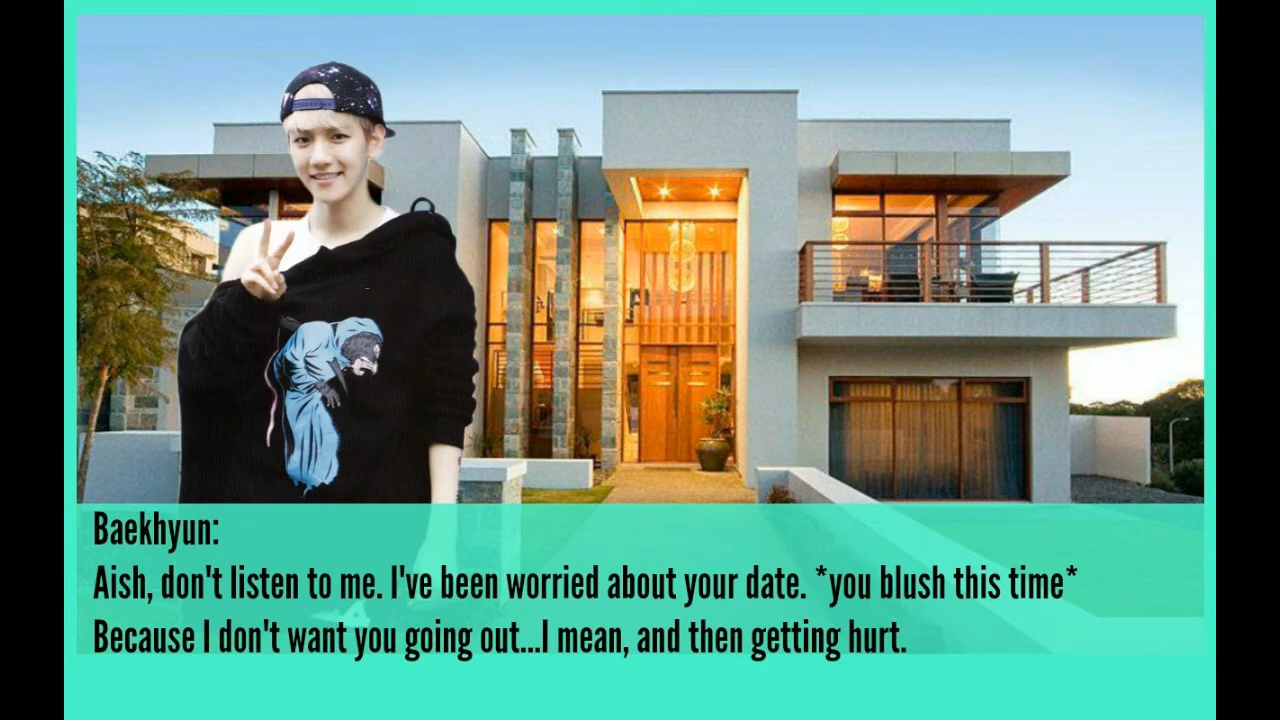 Baekhyun:
Aish, don't listen to me. I've been worried about your date. *you blush this time*
Because I don't want you going out...I mean, and then getting hurt.